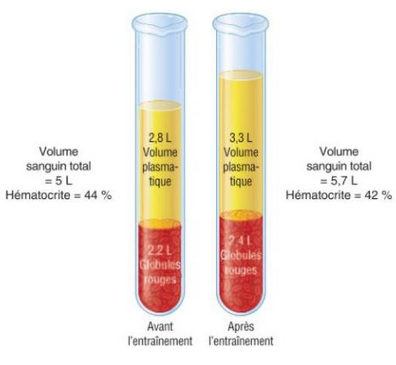 Volume
sanguin total
= 5 L
Hématocrite = 44 %
2,8 L
Volume
plasma-
tique
2,2 L
Globules
rouges
Avant
l'entraînement
3,3 L
Volume
plasma-
tique
2,4 L
Globules
rouges
Après
l'entraînement
Volume
sanguin total
= 5,7 L
Hématocrite = 42 %